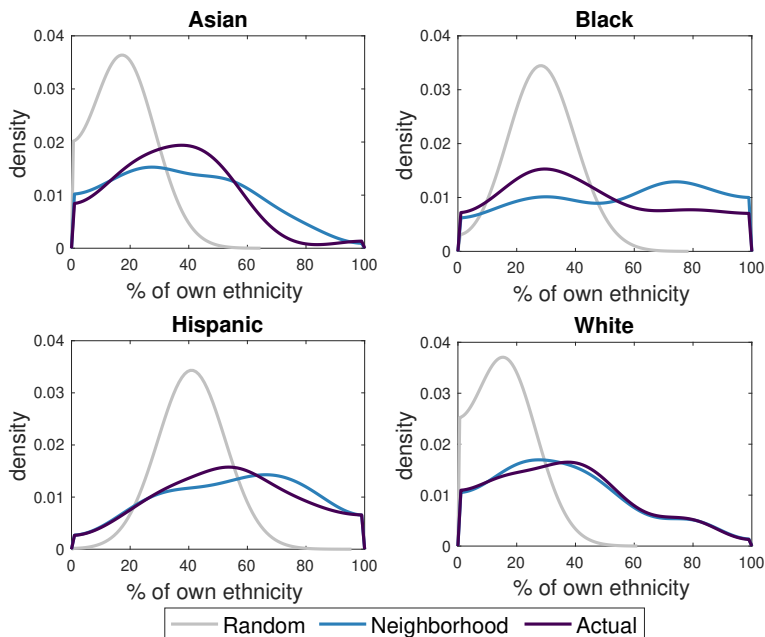 Asian
Black
0.04
0.03
0.02
0.01
0
density
0 20 40 60 80 100
% of own ethnicity
0.04
0.03
0.02
0.01
0
density
0 20 40 60 80 100
% of own ethnicity
Hispanic
White
0.04
0.03
0.02
0.01
0
density
0 20 40 60 80 100
% of own ethnicity
0.04
0.03
0.02
0.01
0
density
0 20 40 60 80 100
% of own ethnicity
Random Neighborhood Actual